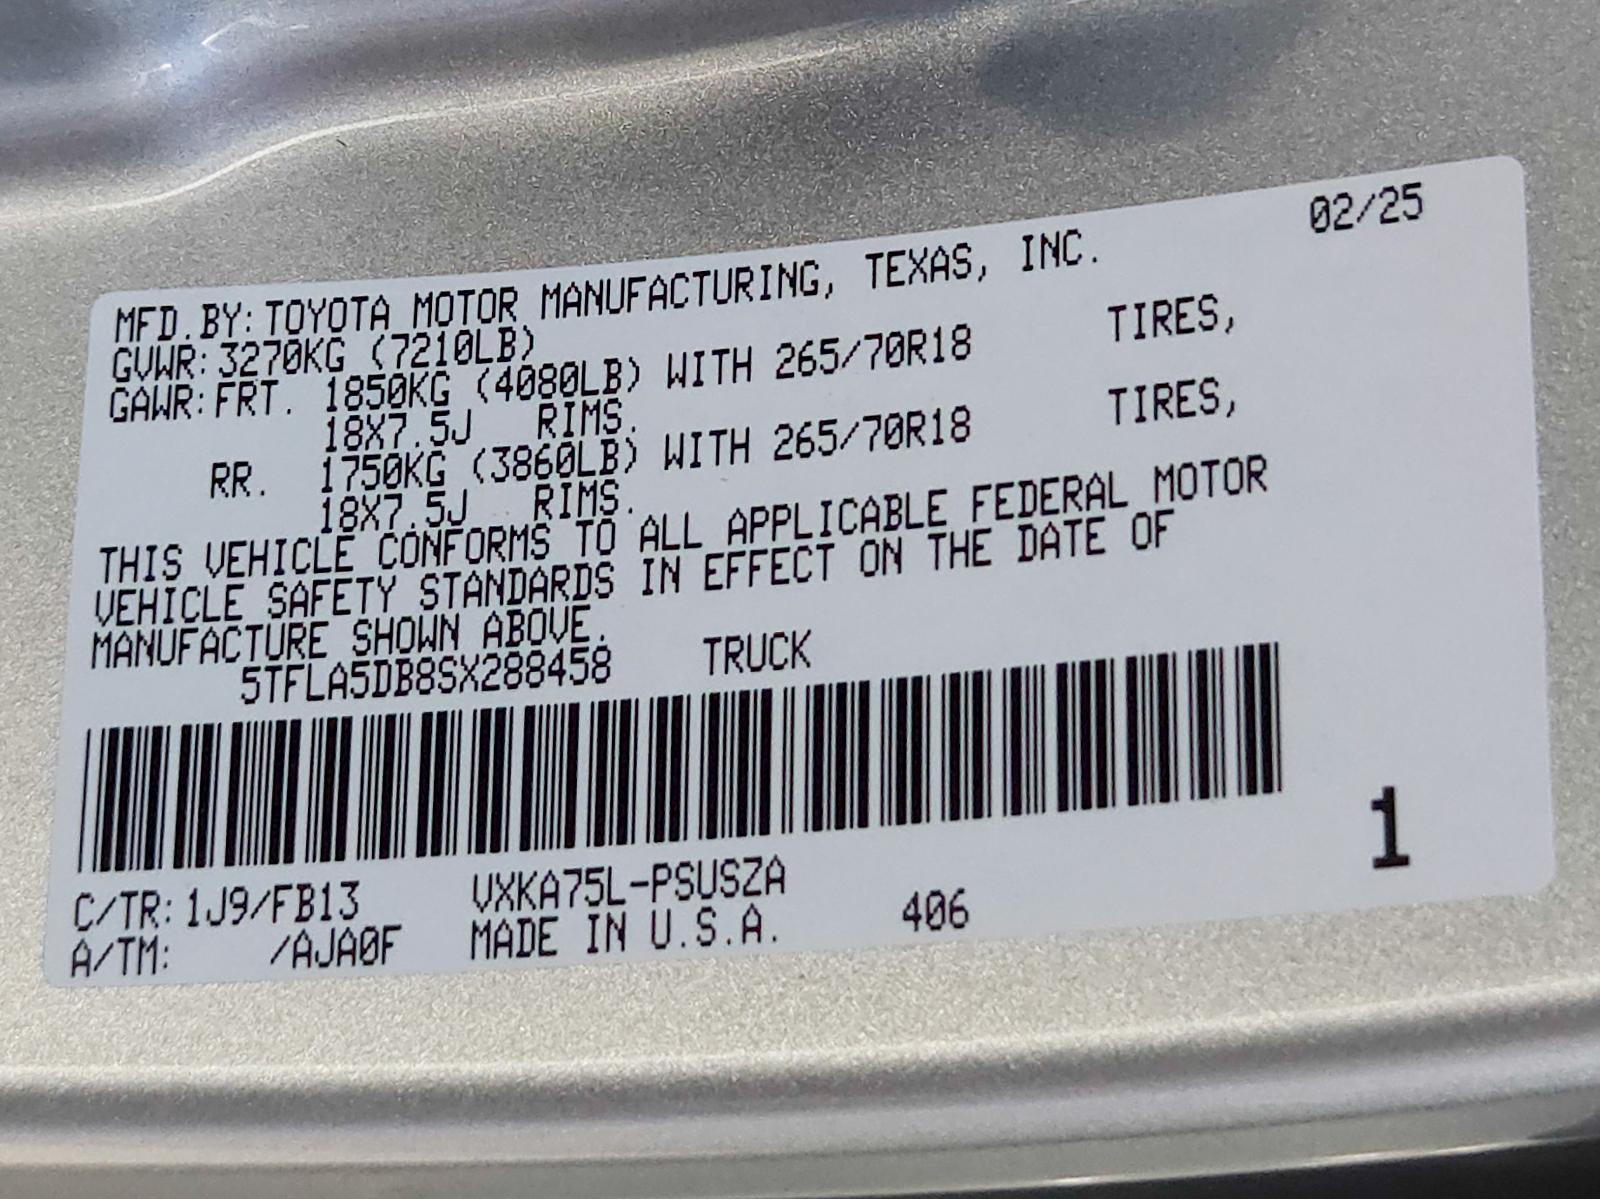 02/25
MFD.BY:TOYOTA MOTOR MANUFACTURING, TEXAS, INC.
GVWR:3270KG (7210LB)
GAWR:FRT. 1850KG (4080LB) WITH 265/70R18 TIRES,
18X7.5J RIMS.
RR. 1750KG (3860LB) WITH 265/70R18 TIRES,
18X7.5J RIMS.
THIS VEHICLE CONFORMS TO ALL APPLICABLE FEDERAL MOTOR
VEHICLE SAFETY STANDARDS IN EFFECT ON THE DATE OF
MANUFACTURE SHOWN ABOVE.
5TFLA5DB8SX288458 TRUCK
1
C/TR:1J9/FB13 VXKA75L-PSUSZA
A/TM: /AJA0F MADE IN U.S.A. 406